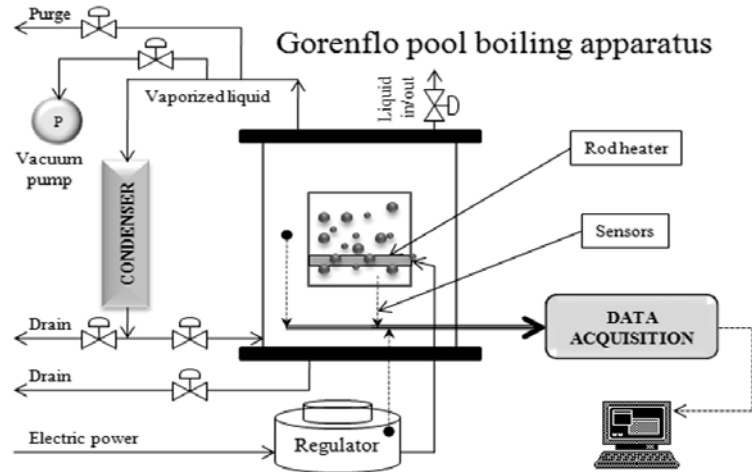 Purge
Gorenflo pool boiling apparatus
Vaporized liquid
Liquid
in/out
P
Vacuum
pump
Rod heater
CONDENSER
Sensors
Drain
DATA
ACQUISITION
Drain
Electric power
Regulator